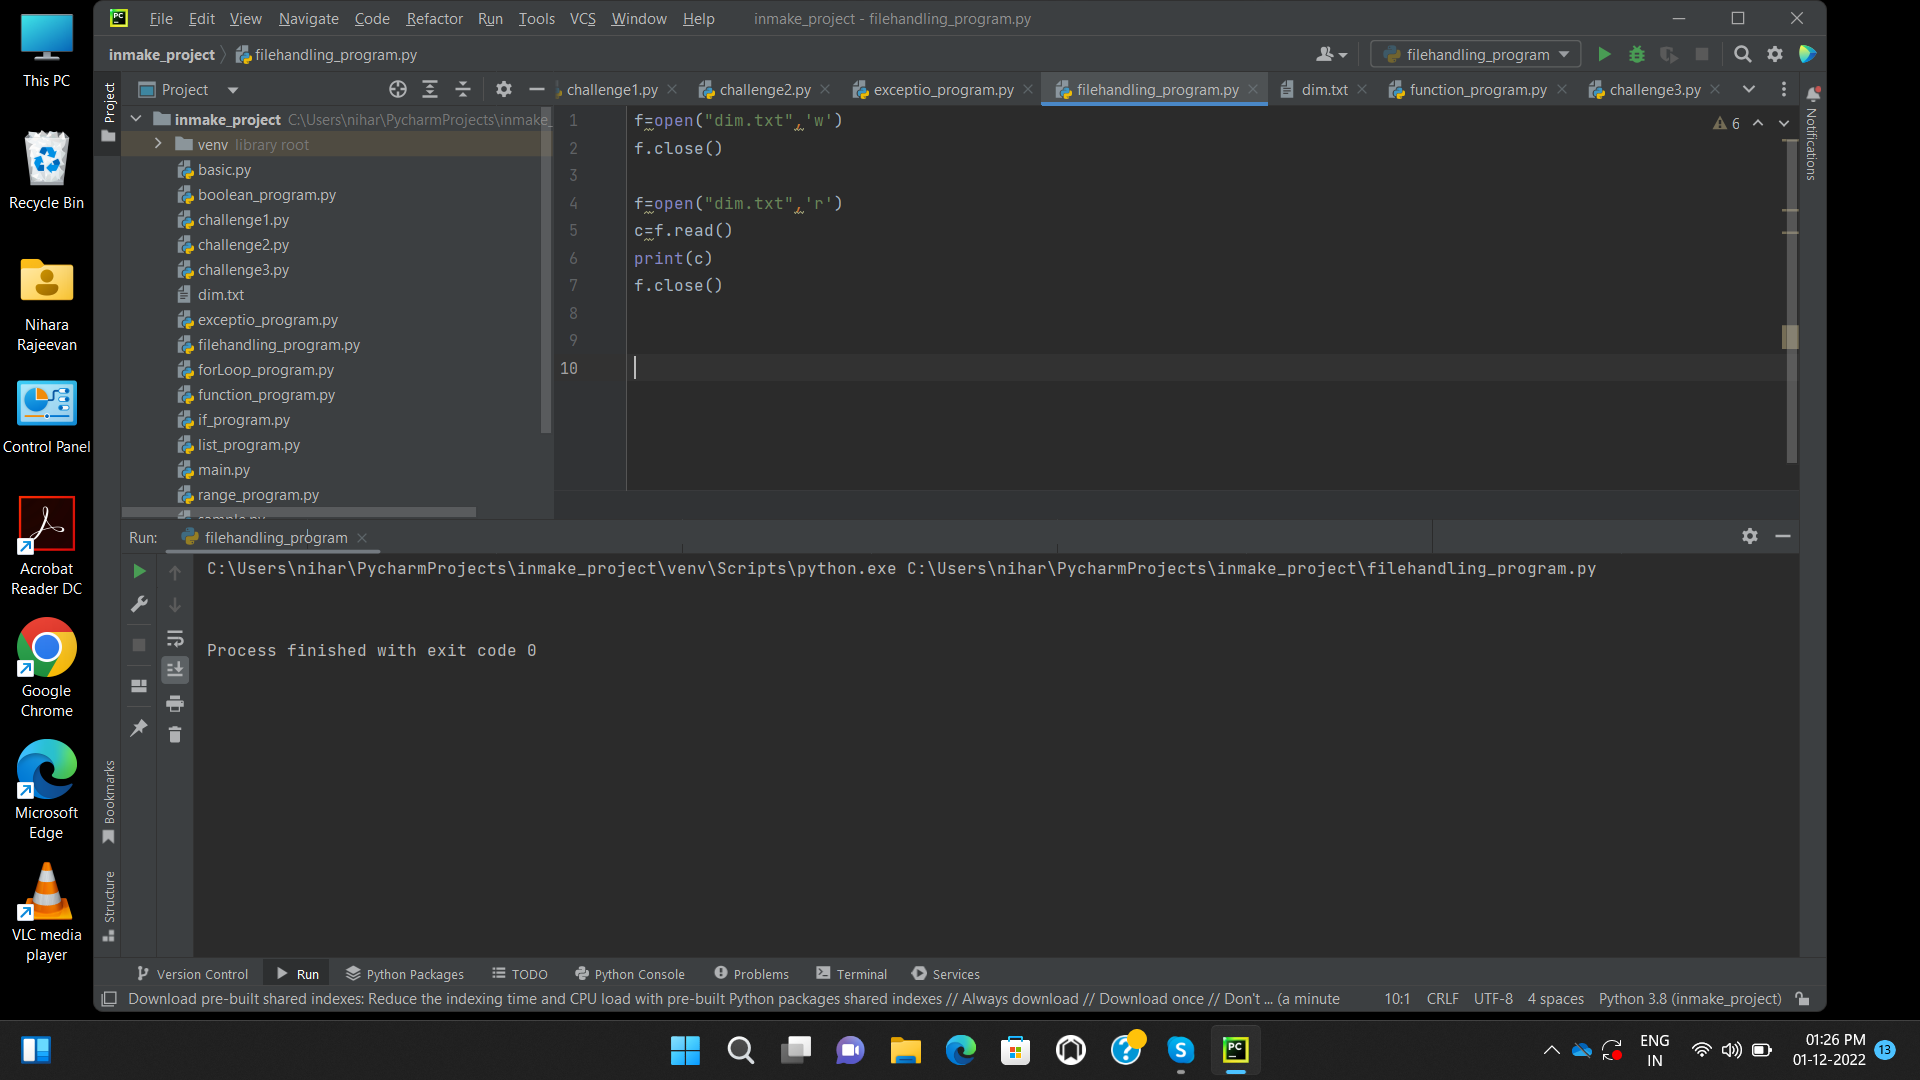 This PC
Recycle Bin
Nihara
Rajeevan
Control Panel
Acrobat
Reader DC
Google
Chrome
Microsoft
Edge
VLC media
player
PC File Edit View Navigate Code Refactor Run Tools VCS Window Help inmake_project - filehandling_program.py
inmake_project filehandling_program.py filehandling_program
Project
Project challenge1.py challenge2.py exceptio_program.py filehandling_program.py dim.txt function_program.py challenge3.py
Notifications
inmake_project C:\Users\nihar\PycharmProjects\inmake_
venv library root
basic.py
boolean_program.py
challenge1.py
challenge2.py
challenge3.py
dim.txt
exceptio_program.py
filehandling_program.py
forLoop_program.py
function_program.py
if_program.py
list_program.py
main.py
range_program.py
sample.py
1 f=open("dim.txt",'w')
2 f.close()
3
4 f=open("dim.txt",'r')
5 c=f.read()
6 print(c)
7 f.close()
8
9
10
6
Run: filehandling_program
C:\Users\nihar\PycharmProjects\inmake_project\venv\Scripts\python.exe C:\Users\nihar\PycharmProjects\inmake_project\filehandling_program.py
Process finished with exit code 0
Bookmarks
Structure
Version Control Run Python Packages TODO Python Console Problems Terminal Services
Download pre-built shared indexes: Reduce the indexing time and CPU load with pre-built Python packages shared indexes // Always download // Download once // Don't ... (a minute 10:1 CRLF UTF-8 4 spaces Python 3.8 (inmake_project)
PC
ENG
IN
01:26 PM
01-12-2022
13